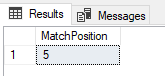 Results Messages
MatchPosition
1 5